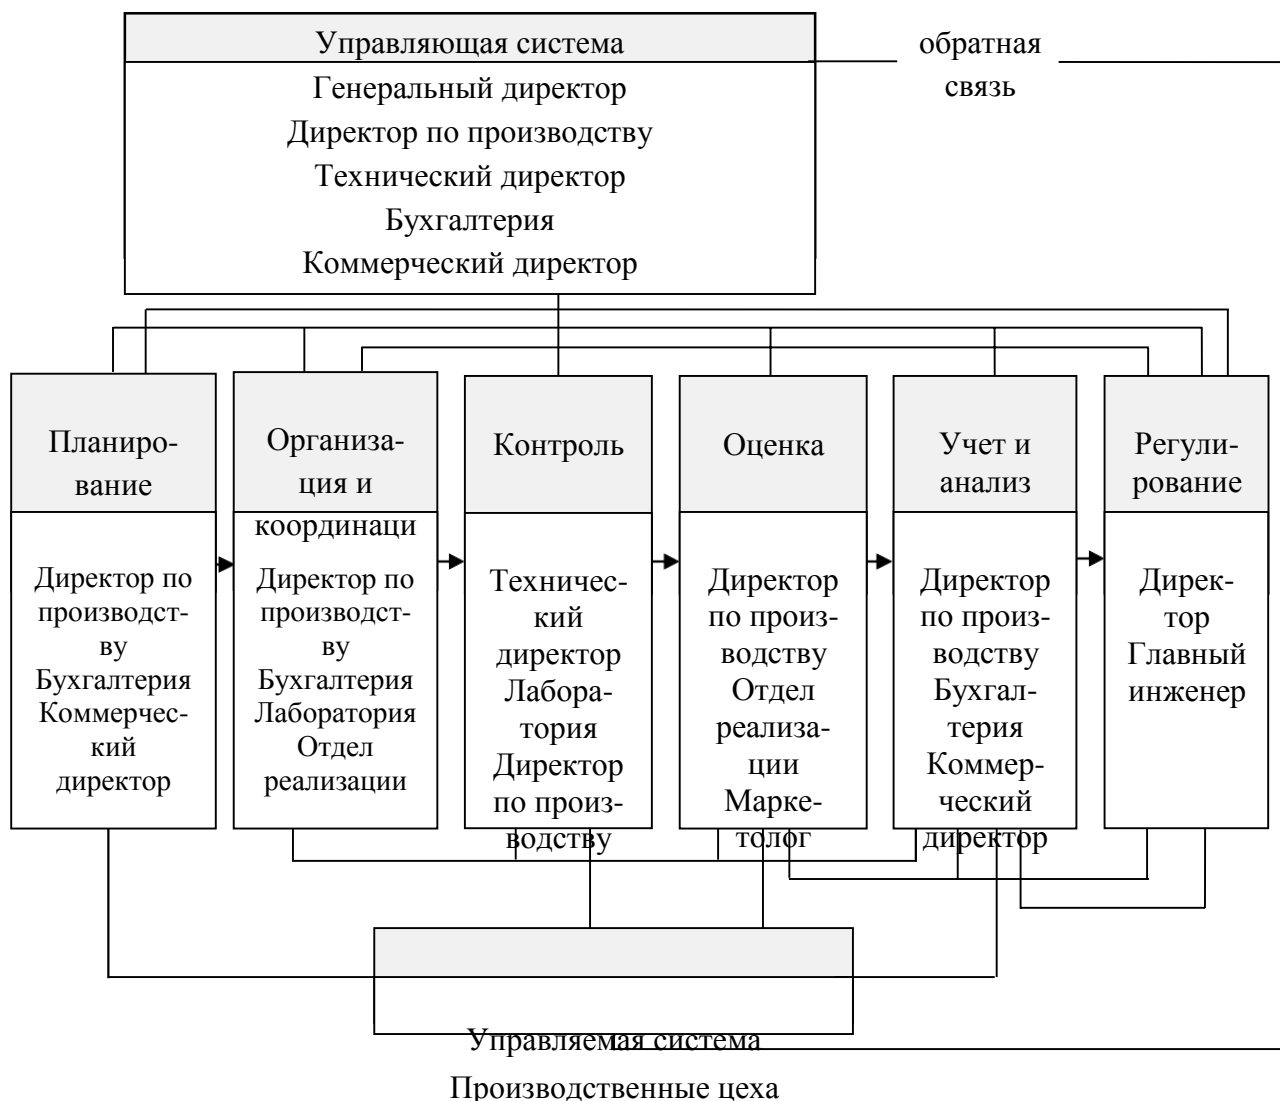 Управляющая система
Генеральный директор
Директор по производству
Технический директор
Бухгалтерия
Коммерческий директор
обратная
связь
Планиро-
вание
Директор по
производст-
ву
Бухгалтерия
Коммерчес-
кий
директор
Организа-
ция и
координаци
Директор по
производст-
ву
Бухгалтерия
Лаборатория
Отдел
реализации
Контроль
Техничес-
кий
директор
Лабора-
тория
Директор
по произ-
водству
Оценка
Директор
по произ-
водству
Отдел
реализа-
ции
Марке-
толог
Учет и
анализ
Директор
по произ-
водству
Бухгал-
терия
Коммер-
ческий
директор
Регули-
рование
Дирек-
тор
Главный
инженер
Управляемая система
Производственные цеха